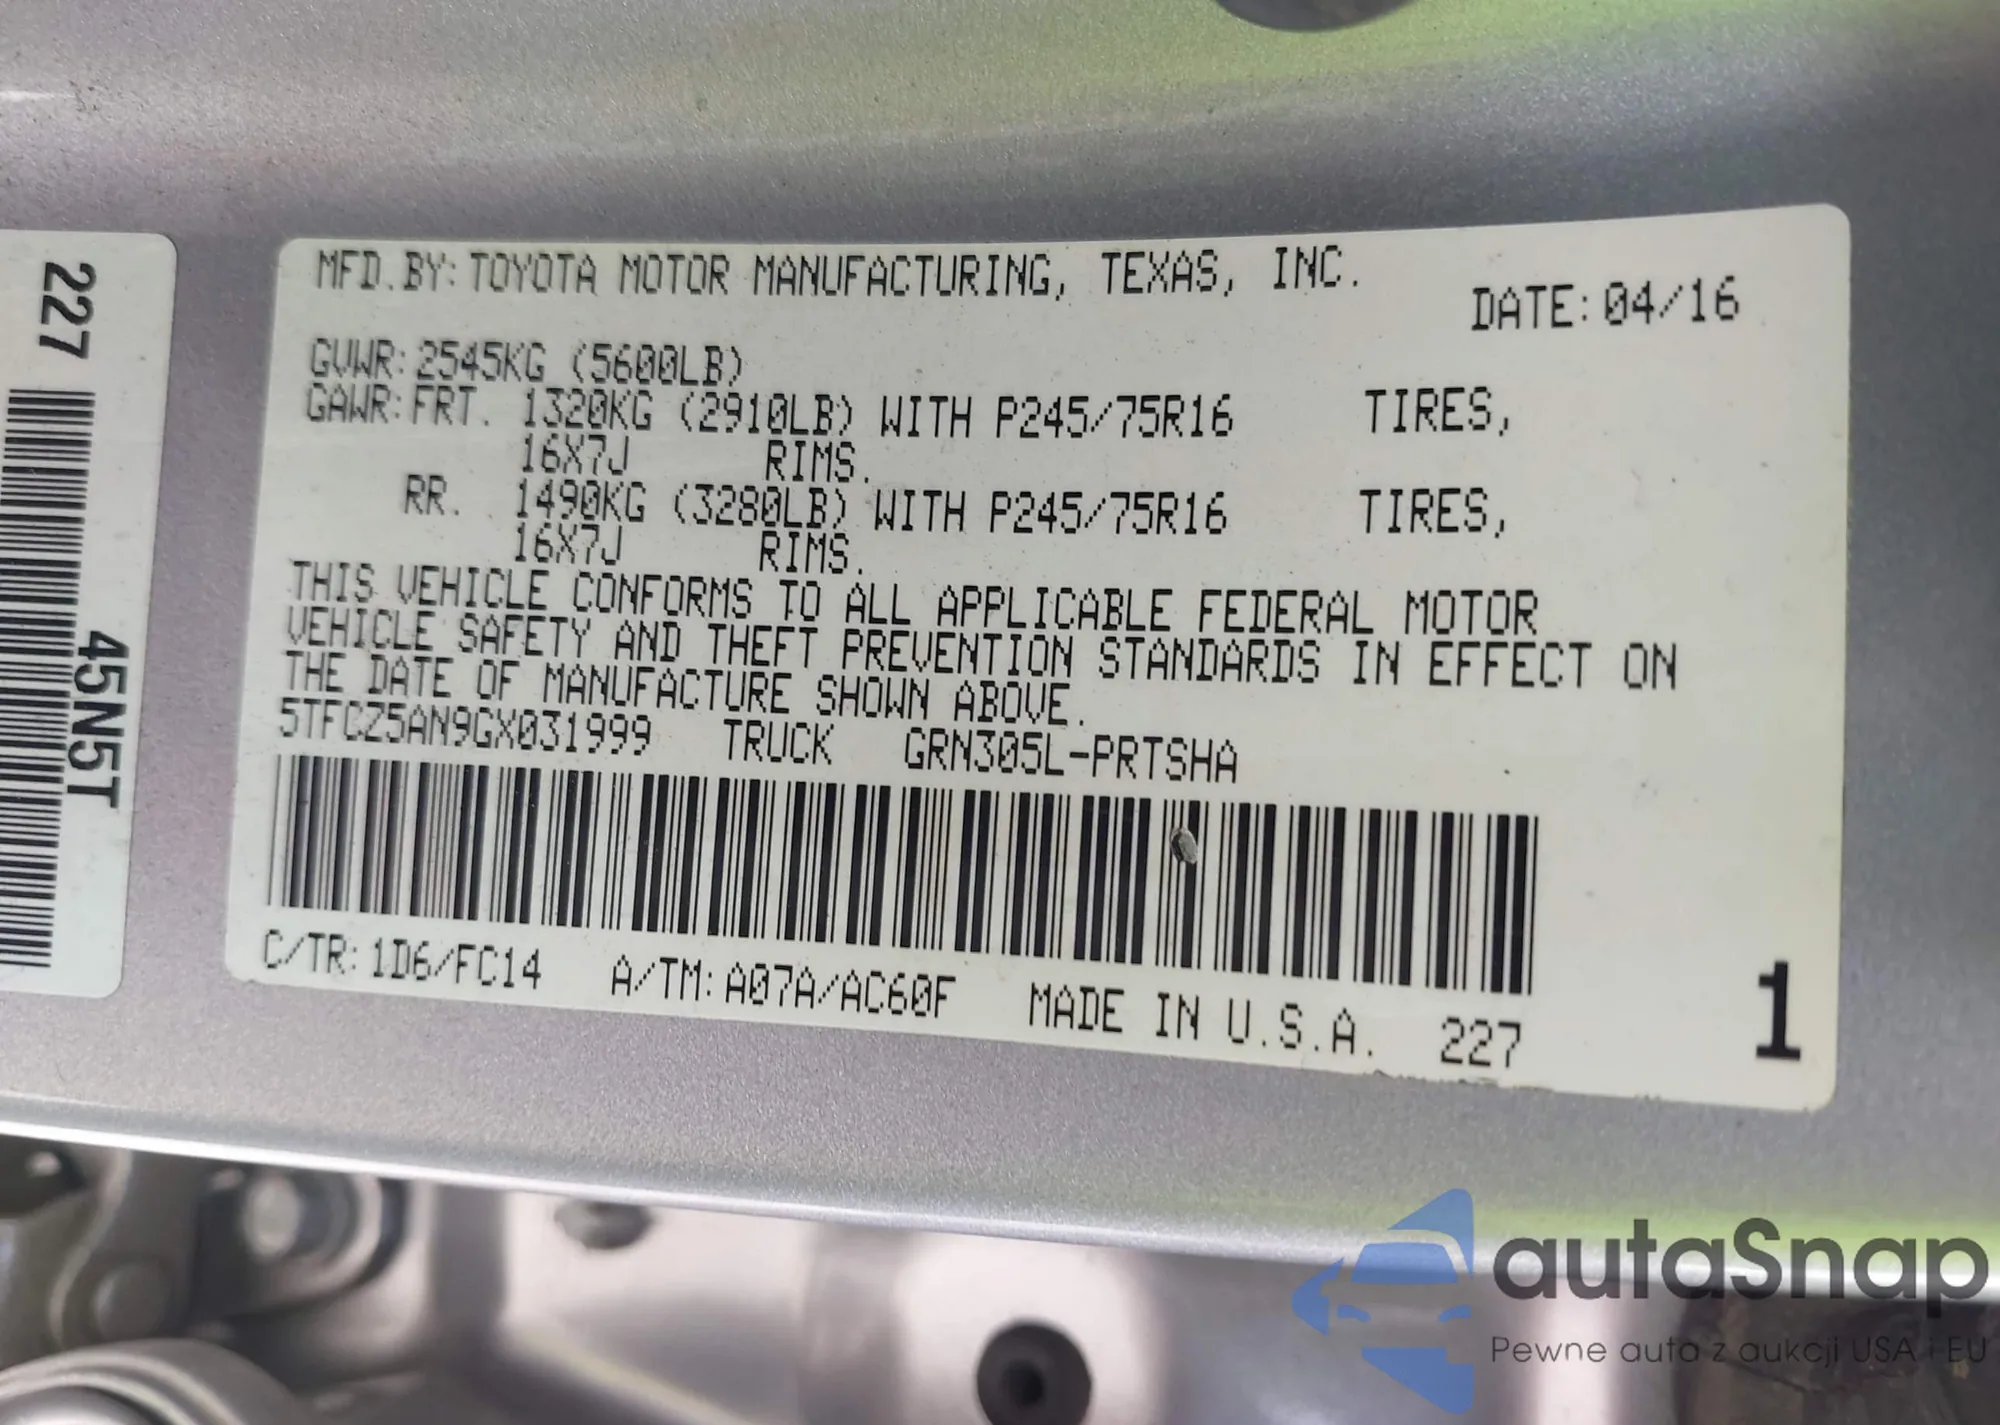 227
45N5T
MFD.BY:TOYOTA MOTOR MANUFACTURING, TEXAS, INC.
DATE:04/16
GVWR:2545KG (5600LB)
GAWR:FRT. 1320KG (2910LB) WITH P245/75R16 TIRES,
16X7J RIMS.
RR. 1490KG (3280LB) WITH P245/75R16 TIRES,
16X7J RIMS.
THIS VEHICLE CONFORMS TO ALL APPLICABLE FEDERAL MOTOR
VEHICLE SAFETY AND THEFT PREVENTION STANDARDS IN EFFECT ON
THE DATE OF MANUFACTURE SHOWN ABOVE.
5TFCZ5AN9GX031999 TRUCK GRN305L-PRTSHA
C/TR:1D6/FC14 A/TM:A07A/AC60F MADE IN U.S.A. 227
1
autaSnap
Pewne auta z aukcji USA i EU